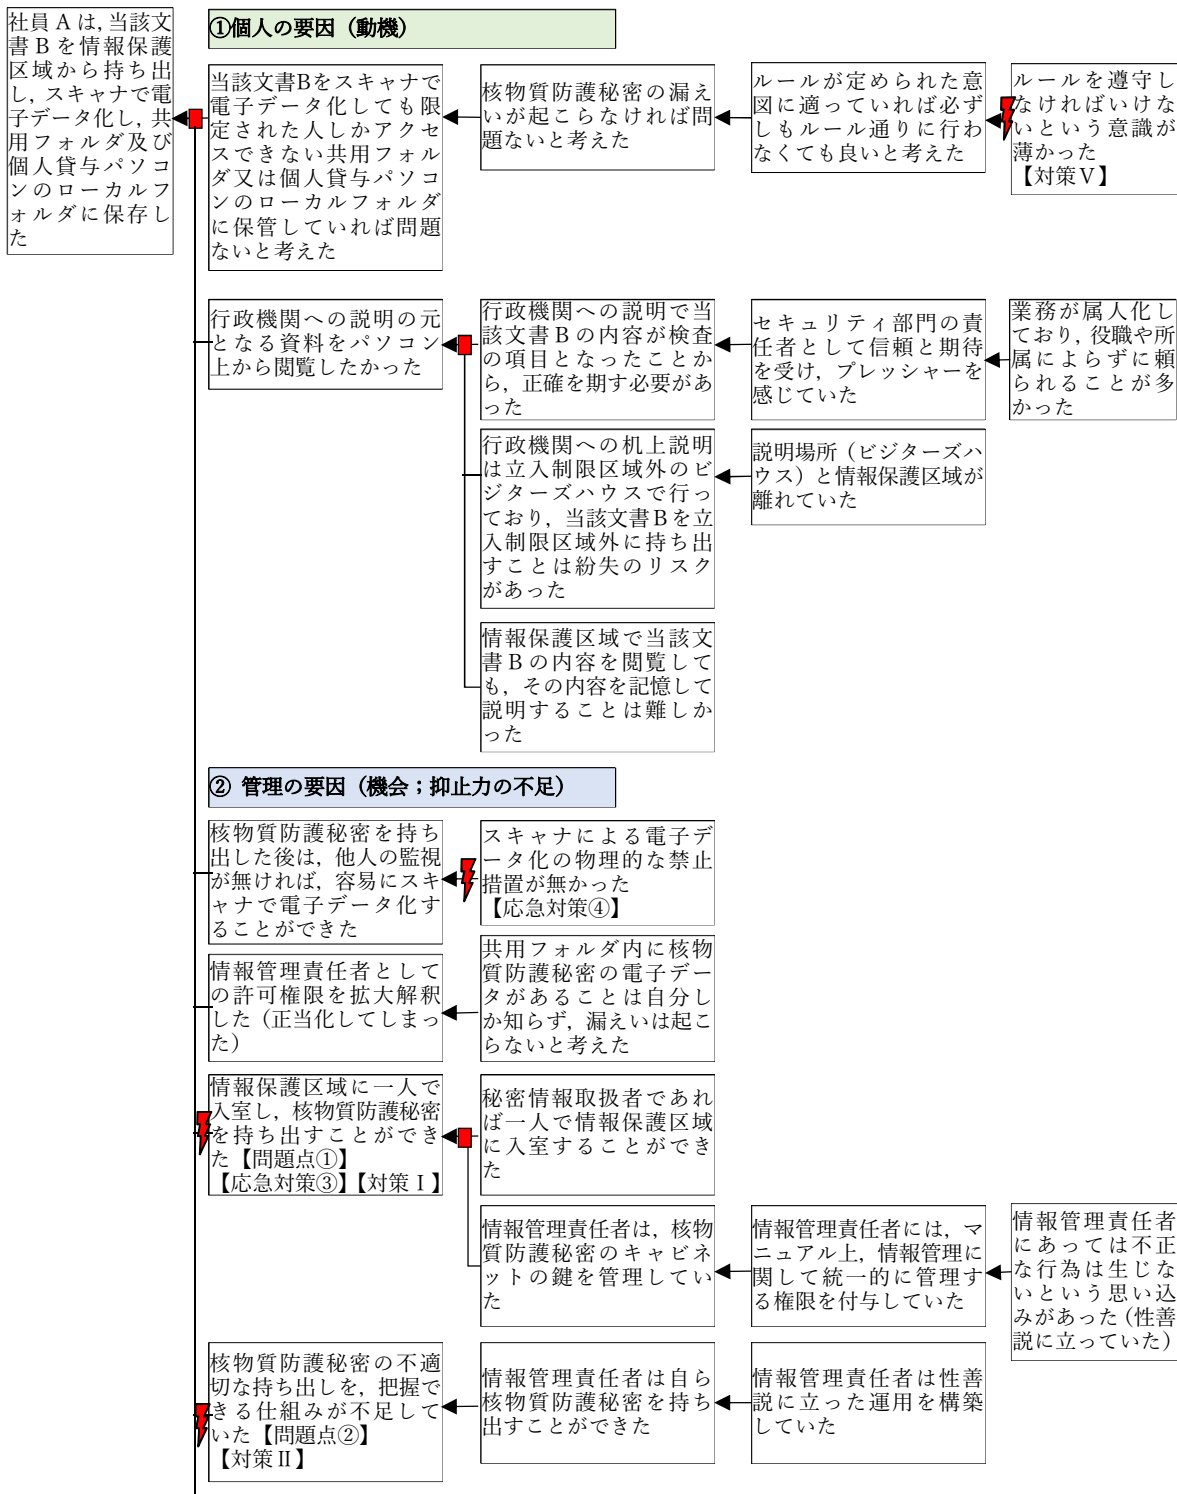 社員Aは，当該文
書Bを情報保護
区域から持ち出
し，スキャナで電
子データ化し，共
用フォルダ及び
個人貸与パソコ
ンのローカルフ
ォルダに保存し
た
①個人の要因（動機）
当該文書Bをスキャナで
電子データ化しても限
定された人しかアクセ
スできない共用フォル
ダ又は個人貸与パソコ
ンのローカルフォルダ
に保管していれば問題
ないと考えた
核物質防護秘密の漏え
いが起こらなければ問
題ないと考えた
ルールが定められた意
図に適っていれば必ず
しもルール通りに行わ
なくても良いと考えた
ルールを遵守し
なければいけな
いという意識が
薄かった
【対策Ⅴ】
行政機関への説明の元
となる資料をパソコン
上から閲覧したかった
行政機関への説明で当
該文書Bの内容が検査
の項目となったことか
ら，正確を期す必要があ
った
セキュリティ部門の責
任者として信頼と期待
を受け，プレッシャーを
感じていた
業務が属人化し
ており，役職や所
属によらずに頼
られることが多
かった
行政機関への机上説明
は立入制限区域外のビ
ジターズハウスで行っ
ており，当該文書Bを立
入制限区域外に持ち出
すことは紛失のリスク
があった
説明場所（ビジターズハ
ウス）と情報保護区域が
離れていた
情報保護区域で当該文
書Bの内容を閲覧して
も，その内容を記憶して
説明することは難しか
った
② 管理の要因（機会；抑止力の不足）
核物質防護秘密を持ち
出した後は，他人の監視
が無ければ，容易にスキ
ャナで電子データ化す
ることができた
スキャナによる電子デ
ータ化の物理的な禁止
措置が無かった
【応急対策④】
情報管理責任者として
の許可権限を拡大解釈
した（正当化してしまっ
た）
共用フォルダ内に核物
質防護秘密の電子デー
タがあることは自分し
か知らず，漏えいは起こ
らないと考えた
情報保護区域に一人で
入室し，核物質防護秘密
を持ち出すことができ
た【問題点①】
【応急対策③】【対策Ⅰ】
秘密情報取扱者であれ
ば一人で情報保護区域
に入室することができ
た
情報管理責任者は，核物
質防護秘密のキャビネ
ットの鍵を管理してい
た
情報管理責任者には，マ
ニュアル上，情報管理に
関して統一的に管理す
る権限を付与していた
情報管理責任者
にあっては不正
な行為は生じな
いという思い込
みがあった（性善
説に立っていた）
核物質防護秘密の不適
切な持ち出しを，把握で
きる仕組みが不足して
いた【問題点②】
【対策Ⅱ】
情報管理責任者は自ら
核物質防護秘密を持ち
出すことができた
情報管理責任者は性善
説に立った運用を構築
していた